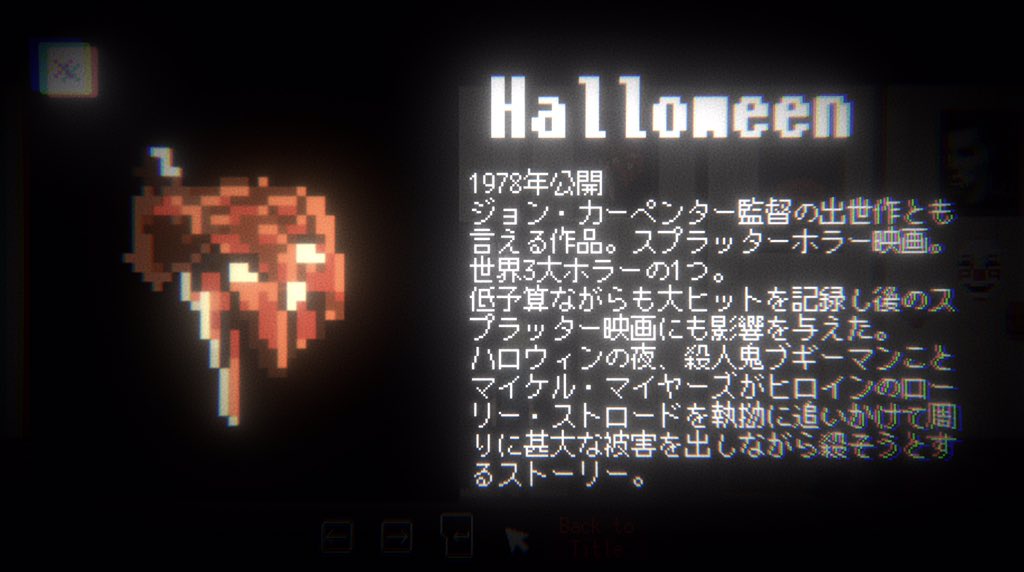 Halloween
1978年公開
ジョン・カーペンター監督の出世作とも
言える作品。スプラッターホラー映画。
世界3大ホラーの1つ。
低予算ながらも大ヒットを記録し後のス
プラッター映画にも影響を与えた。
ハロウィンの夜、殺人鬼ブギーマンこと
マイケル・マイヤーズがヒロインのロー
リー・ストロードを執拗に追いかけて周
りに甚大な被害を出しながら殺そうとす
るストーリー。
Back to
Title